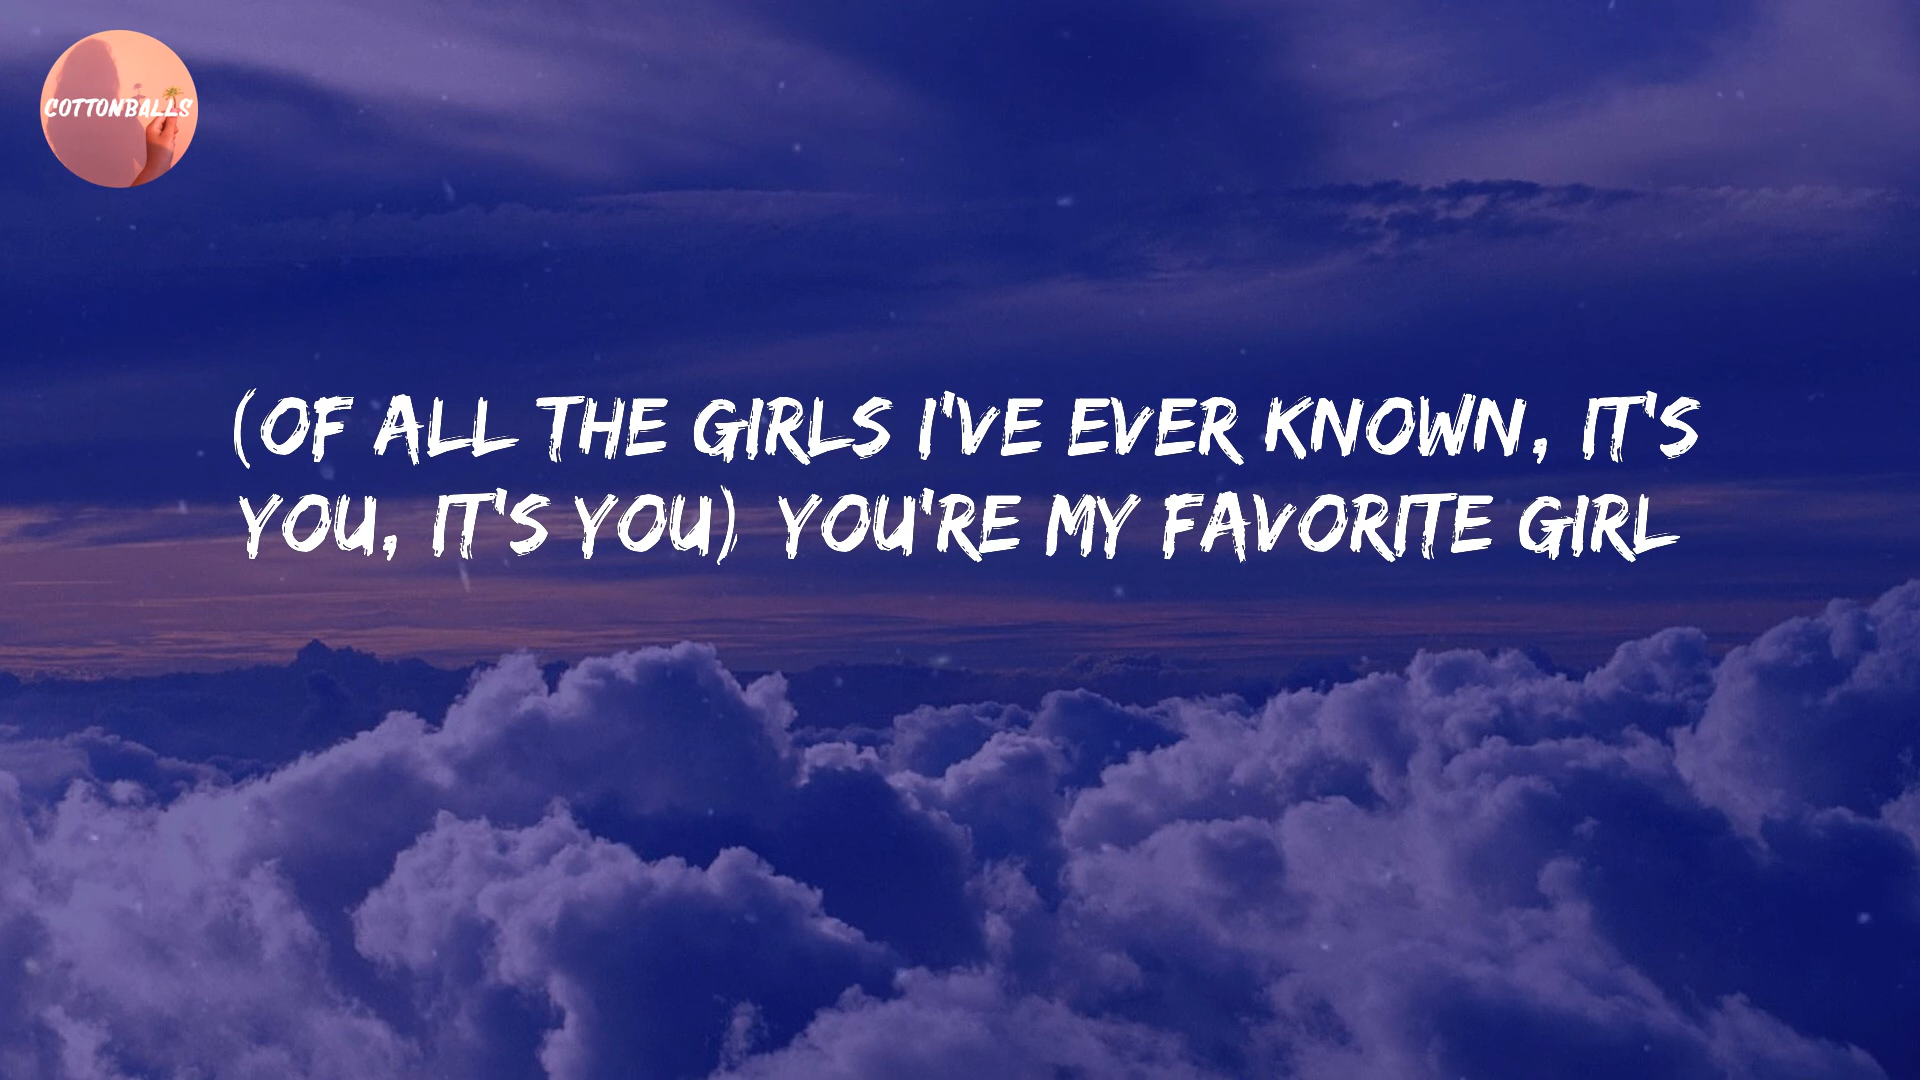 COTTONBALLS
(OF ALL THE GIRLS I'VE EVER KNOWN, IT'S
YOU, IT'S YOU) YOU'RE MY FAVORITE GIRL